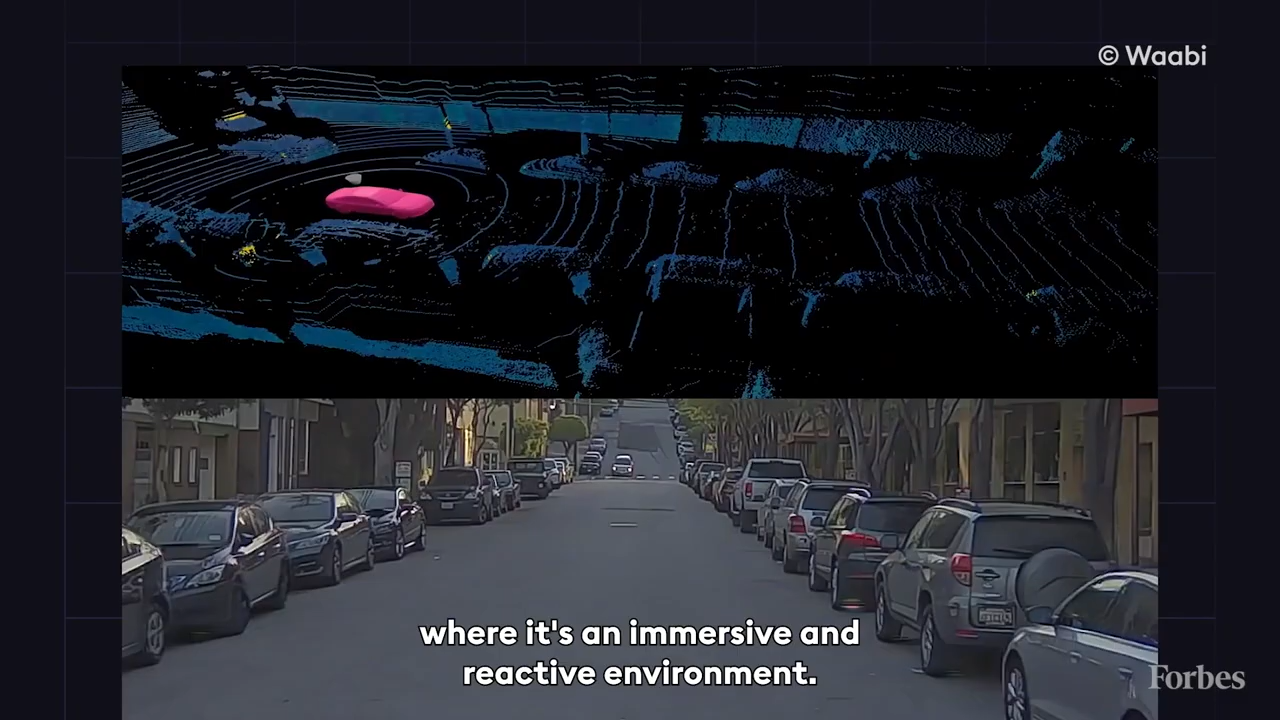 © Waabi
where it's an immersive and
reactive environment.
Forbes